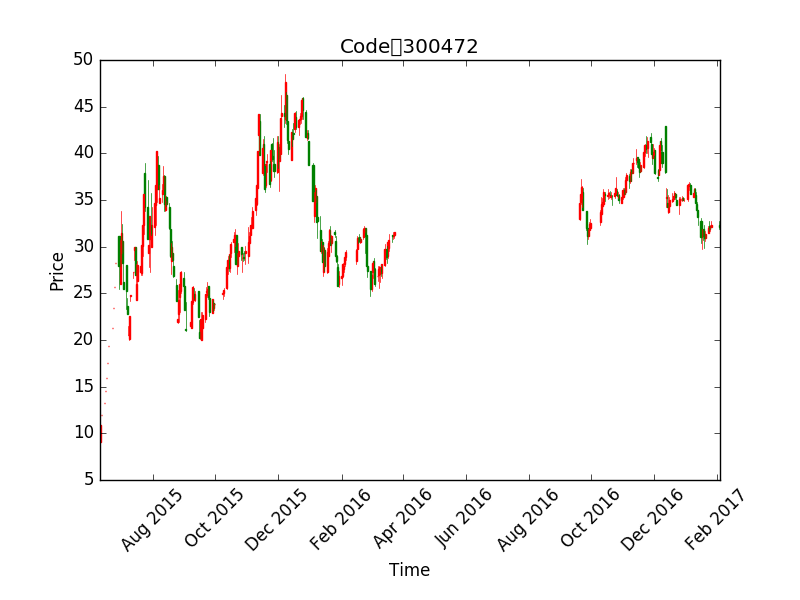 Code▯300472
50
45
40
35
30
25
20
15
10
5
Price
Aug 2015
Oct 2015
Dec 2015
Feb 2016
Apr 2016
Jun 2016
Aug 2016
Oct 2016
Dec 2016
Feb 2017
Time